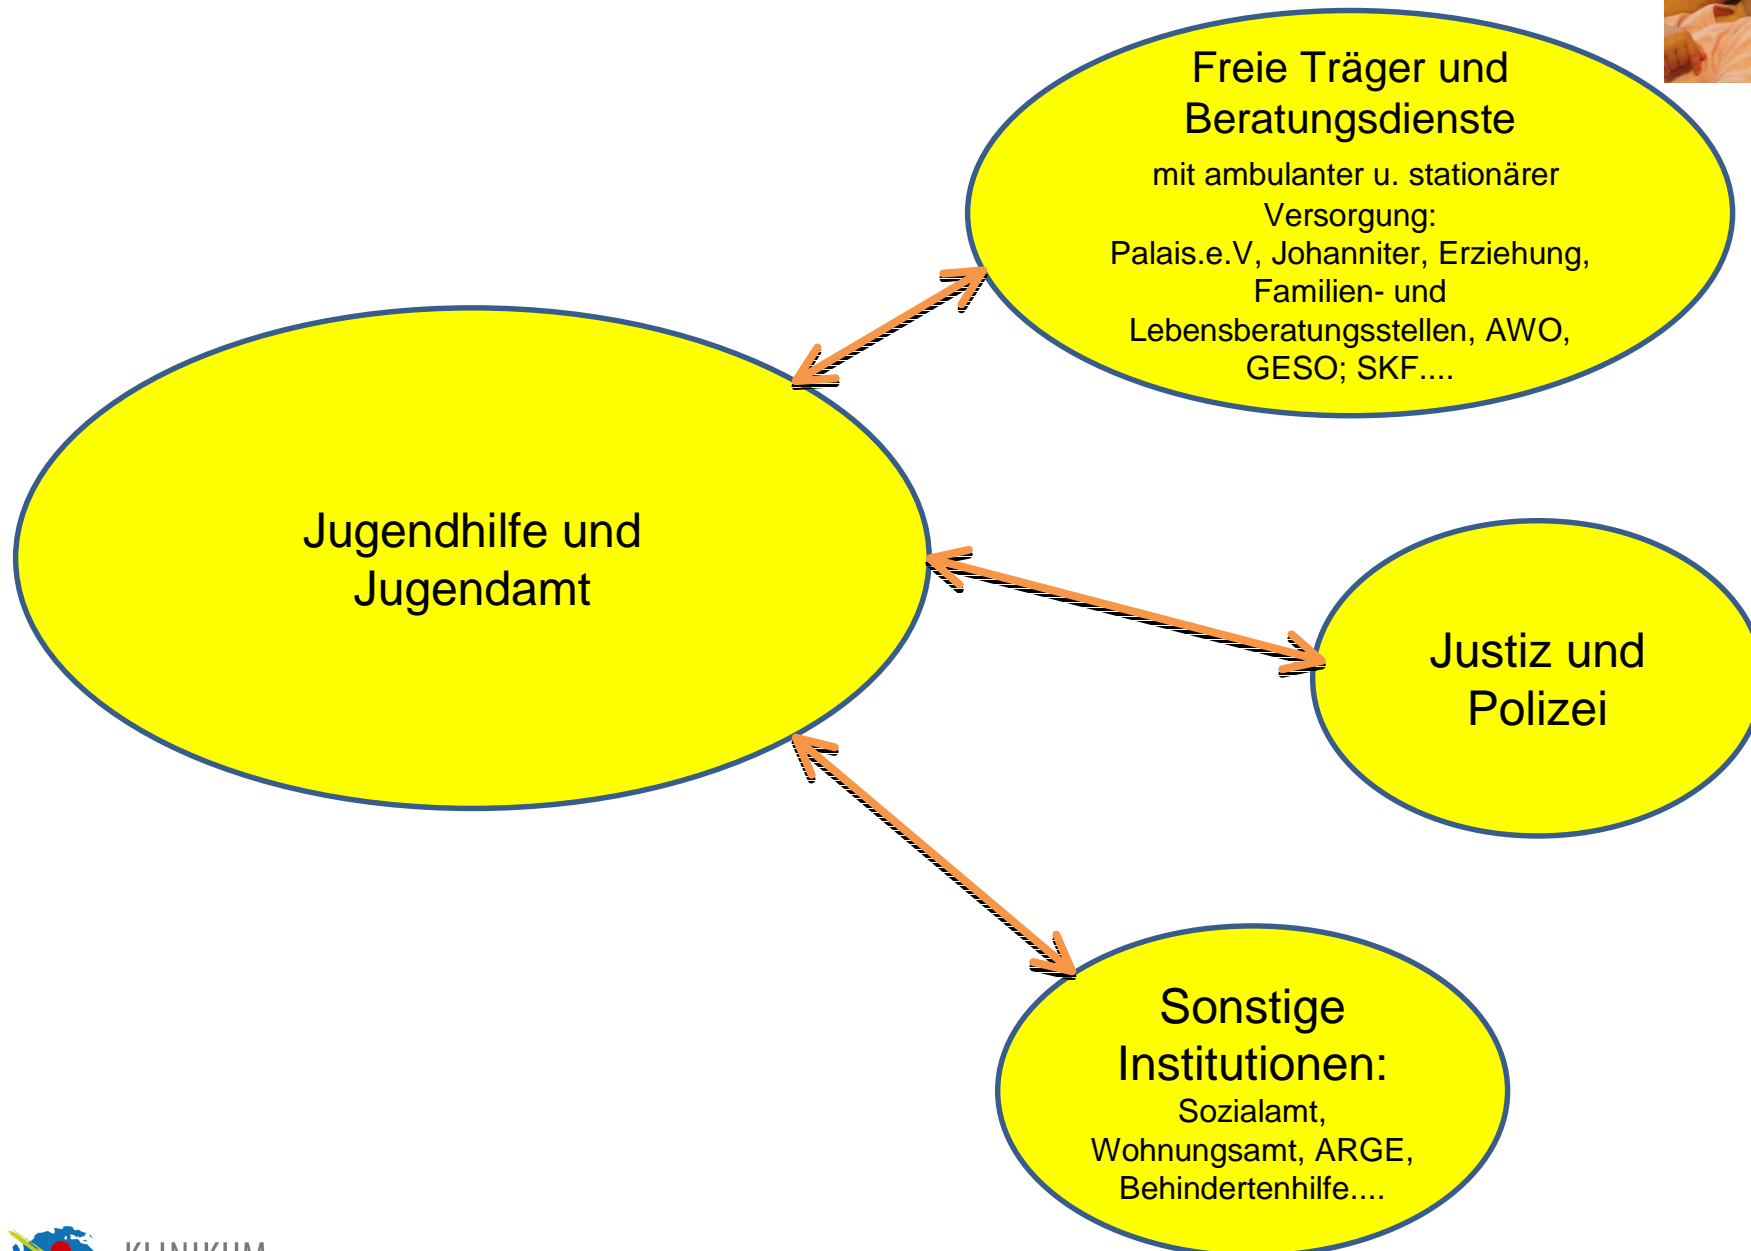 Freie Träger und
Beratungsdienste
mit ambulanter u. stationärer
Versorgung:
Palais.e.V, Johanniter, Erziehung,
Familien- und
Lebensberatungsstellen, AWO,
GESO; SKF....
Jugendhilfe und
Jugendamt
Justiz und
Polizei
Sonstige
Institutionen:
Sozialamt,
Wohnungsamt, ARGE,
Behindertenhilfe....
KLINIKUM